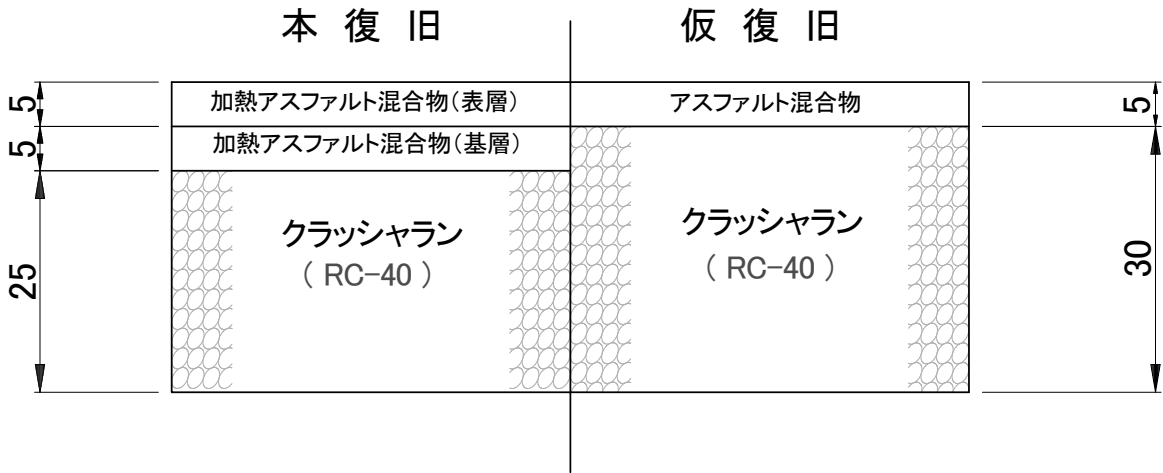 本復旧
仮復旧
5
加熱アスファルト混合物(表層)
アスファルト混合物
5
5
加熱アスファルト混合物(基層)
25
クラッシャラン
( RC-40 )
クラッシャラン
( RC-40 )
30